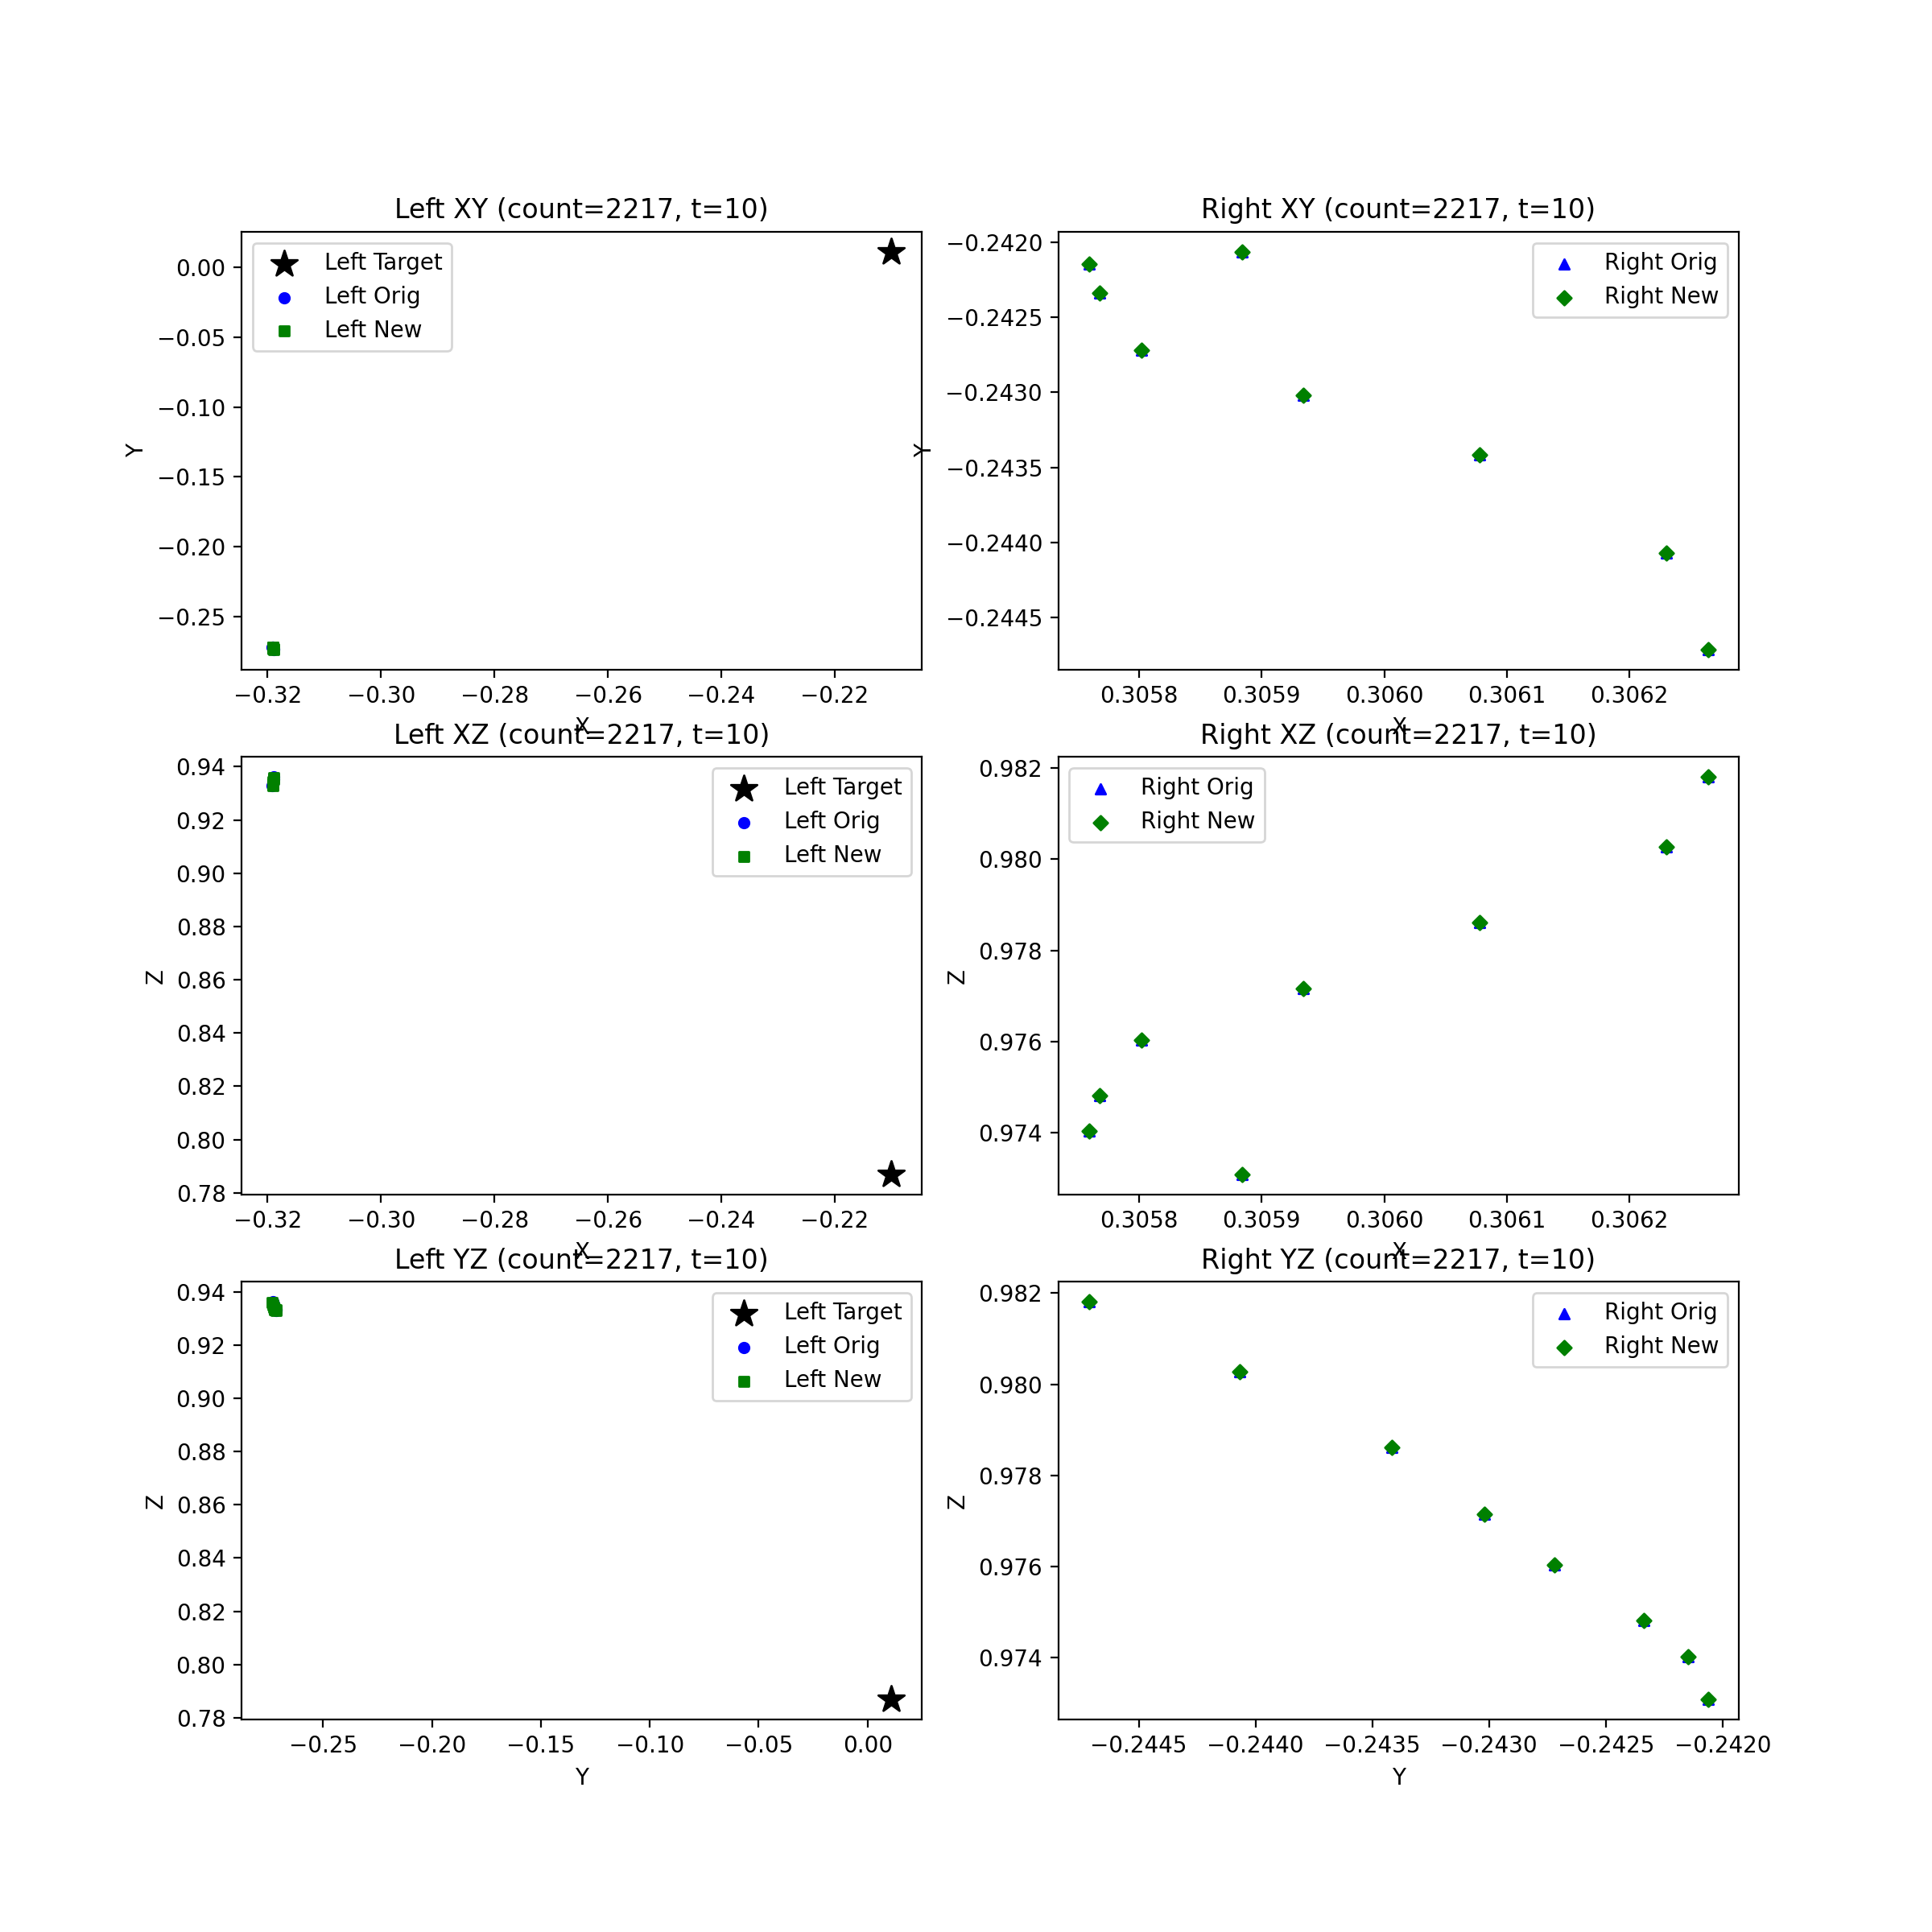 Left XY (count=2217, t=10)
Left Target
Left Orig
Left New
0.00
−0.05
−0.10
−0.15
−0.20
−0.25
Y
−0.32 −0.30 −0.28 −0.26 −0.24 −0.22
X
Right XY (count=2217, t=10)
Right Orig
Right New
−0.2420
−0.2425
−0.2430
−0.2435
−0.2440
−0.2445
Y
0.3058 0.3059 0.3060 0.3061 0.3062
X
Left XZ (count=2217, t=10)
Left Target
Left Orig
Left New
0.94
0.92
0.90
0.88
0.86
0.84
0.82
0.80
0.78
Z
−0.32 −0.30 −0.28 −0.26 −0.24 −0.22
X
Right XZ (count=2217, t=10)
Right Orig
Right New
0.982
0.980
0.978
0.976
0.974
Z
0.3058 0.3059 0.3060 0.3061 0.3062
X
Left YZ (count=2217, t=10)
Left Target
Left Orig
Left New
0.94
0.92
0.90
0.88
0.86
0.84
0.82
0.80
0.78
Z
−0.25 −0.20 −0.15 −0.10 −0.05 0.00
Y
Right YZ (count=2217, t=10)
Right Orig
Right New
0.982
0.980
0.978
0.976
0.974
Z
−0.2445 −0.2440 −0.2435 −0.2430 −0.2425 −0.2420
Y